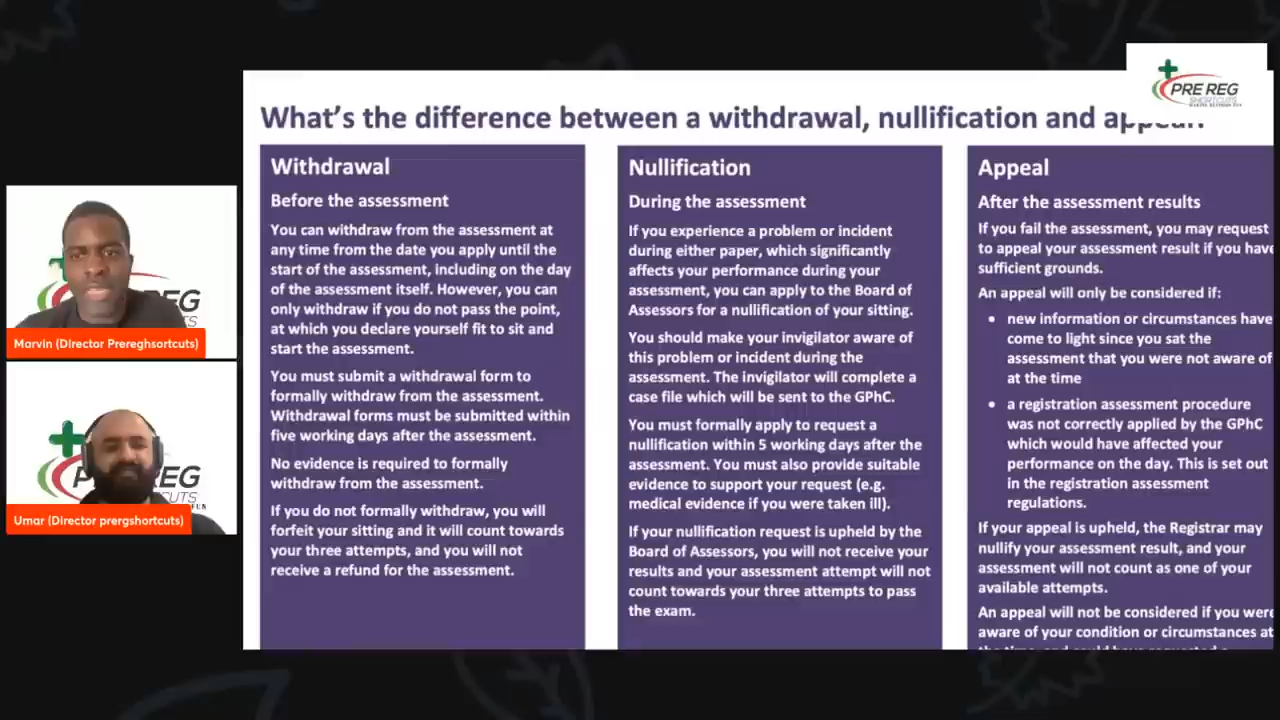 PRE REG
SHORTCUTS
What's the difference between a withdrawal, nullification and appeal?
Withdrawal
Before the assessment
You can withdraw from the assessment at
any time from the date you apply until the
start of the assessment, including on the day
of the assessment itself. However, you can
only withdraw if you do not pass the point,
at which you declare yourself fit to sit and
start the assessment.
You must submit a withdrawal form to
formally withdraw from the assessment.
Withdrawal forms must be submitted within
five working days after the assessment.
No evidence is required to formally
withdraw from the assessment.
If you do not formally withdraw, you will
forfeit your sitting and it will count towards
your three attempts, and you will not
receive a refund for the assessment.
Nullification
During the assessment
If you experience a problem or incident
during either paper, which significantly
affects your performance during your
assessment, you can apply to the Board of
Assessors for a nullification of your sitting.
You should make your invigilator aware of
this problem or incident during the
assessment. The invigilator will complete a
case file which will be sent to the GPhC.
You must formally apply to request a
nullification within 5 working days after the
assessment. You must also provide suitable
evidence to support your request (e.g.
medical evidence if you were taken ill).
If your nullification request is upheld by the
Board of Assessors, you will not receive your
results and your assessment attempt will not
count towards your three attempts to pass
the exam.
Appeal
After the assessment results
If you fail the assessment, you may request
to appeal your assessment result if you have
sufficient grounds.
An appeal will only be considered if:
• new information or circumstances have
come to light since you sat the
assessment that you were not aware of
at the time
• a registration assessment procedure
was not correctly applied by the GPhC
which would have affected your
performance on the day. This is set out
in the registration assessment
regulations.
If your appeal is upheld, the Registrar may
nullify your assessment result, and your
assessment will not count as one of your
available attempts.
An appeal will not be considered if you were
aware of your condition or circumstances at
REG
Marvin (Director Prereghsortcuts)
REG
CUTS
FUN
Umar (Director prergshortcuts)